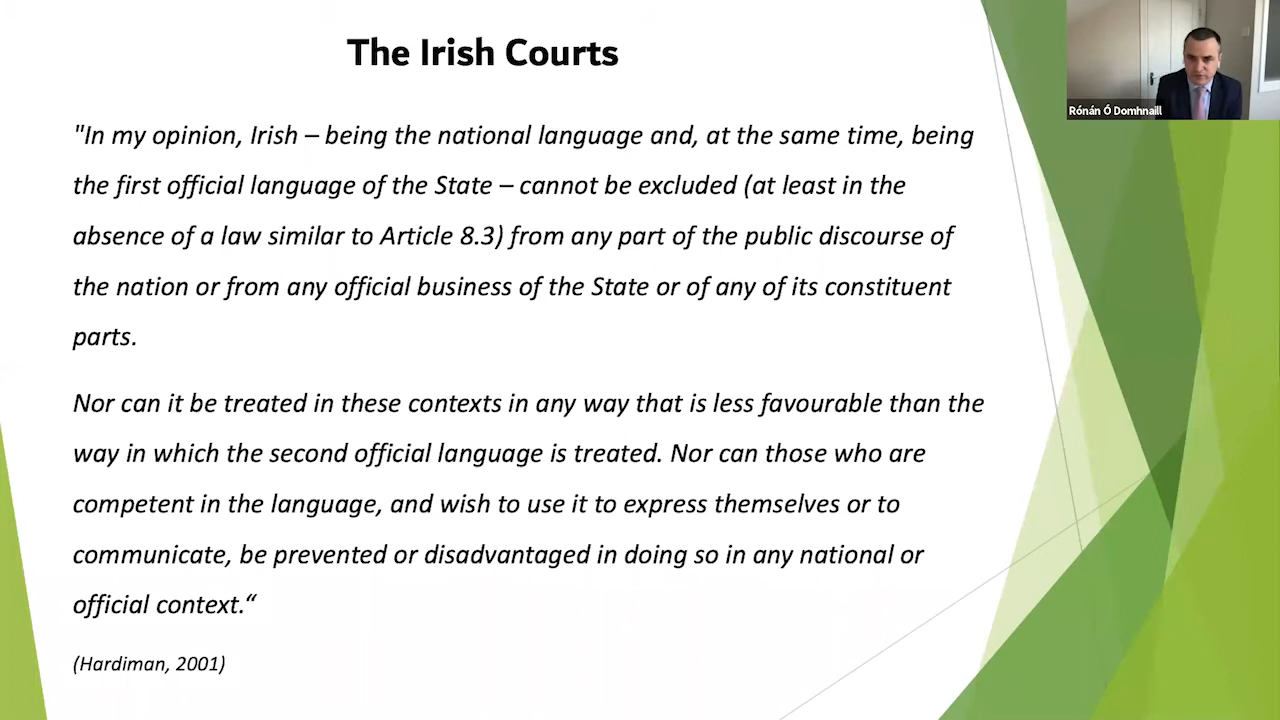 The Irish Courts
Rónán Ó Domhnaill
"In my opinion, Irish – being the national language and, at the same time, being
the first official language of the State – cannot be excluded (at least in the
absence of a law similar to Article 8.3) from any part of the public discourse of
the nation or from any official business of the State or of any of its constituent
parts.
Nor can it be treated in these contexts in any way that is less favourable than the
way in which the second official language is treated. Nor can those who are
competent in the language, and wish to use it to express themselves or to
communicate, be prevented or disadvantaged in doing so in any national or
official context.“
(Hardiman, 2001)